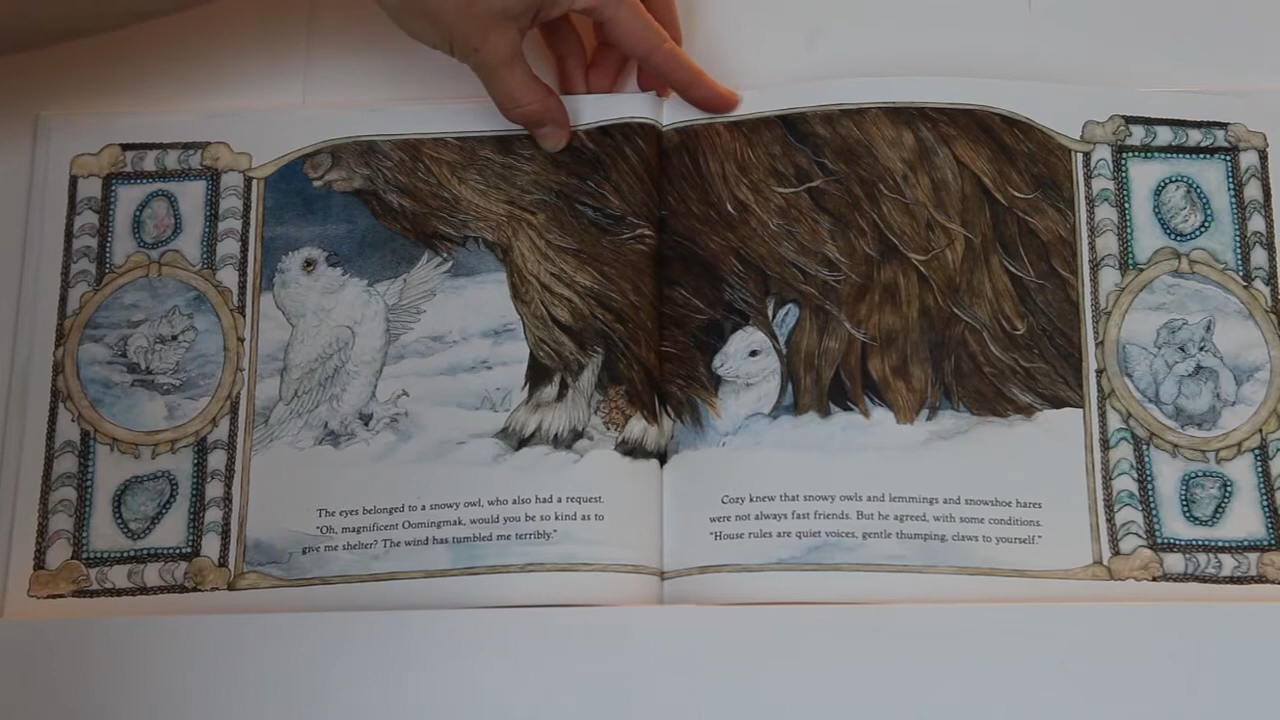 The eyes belonged to a snowy owl, who also had a request.
"Oh, magnificent Oomingmak, would you be so kind as to
give me shelter? The wind has tumbled me terribly."
Cozy knew that snowy owls and lemmings and snowshoe hares
were not always fast friends. But he agreed, with some conditions.
"House rules are quiet voices, gentle thumping, claws to yourself."